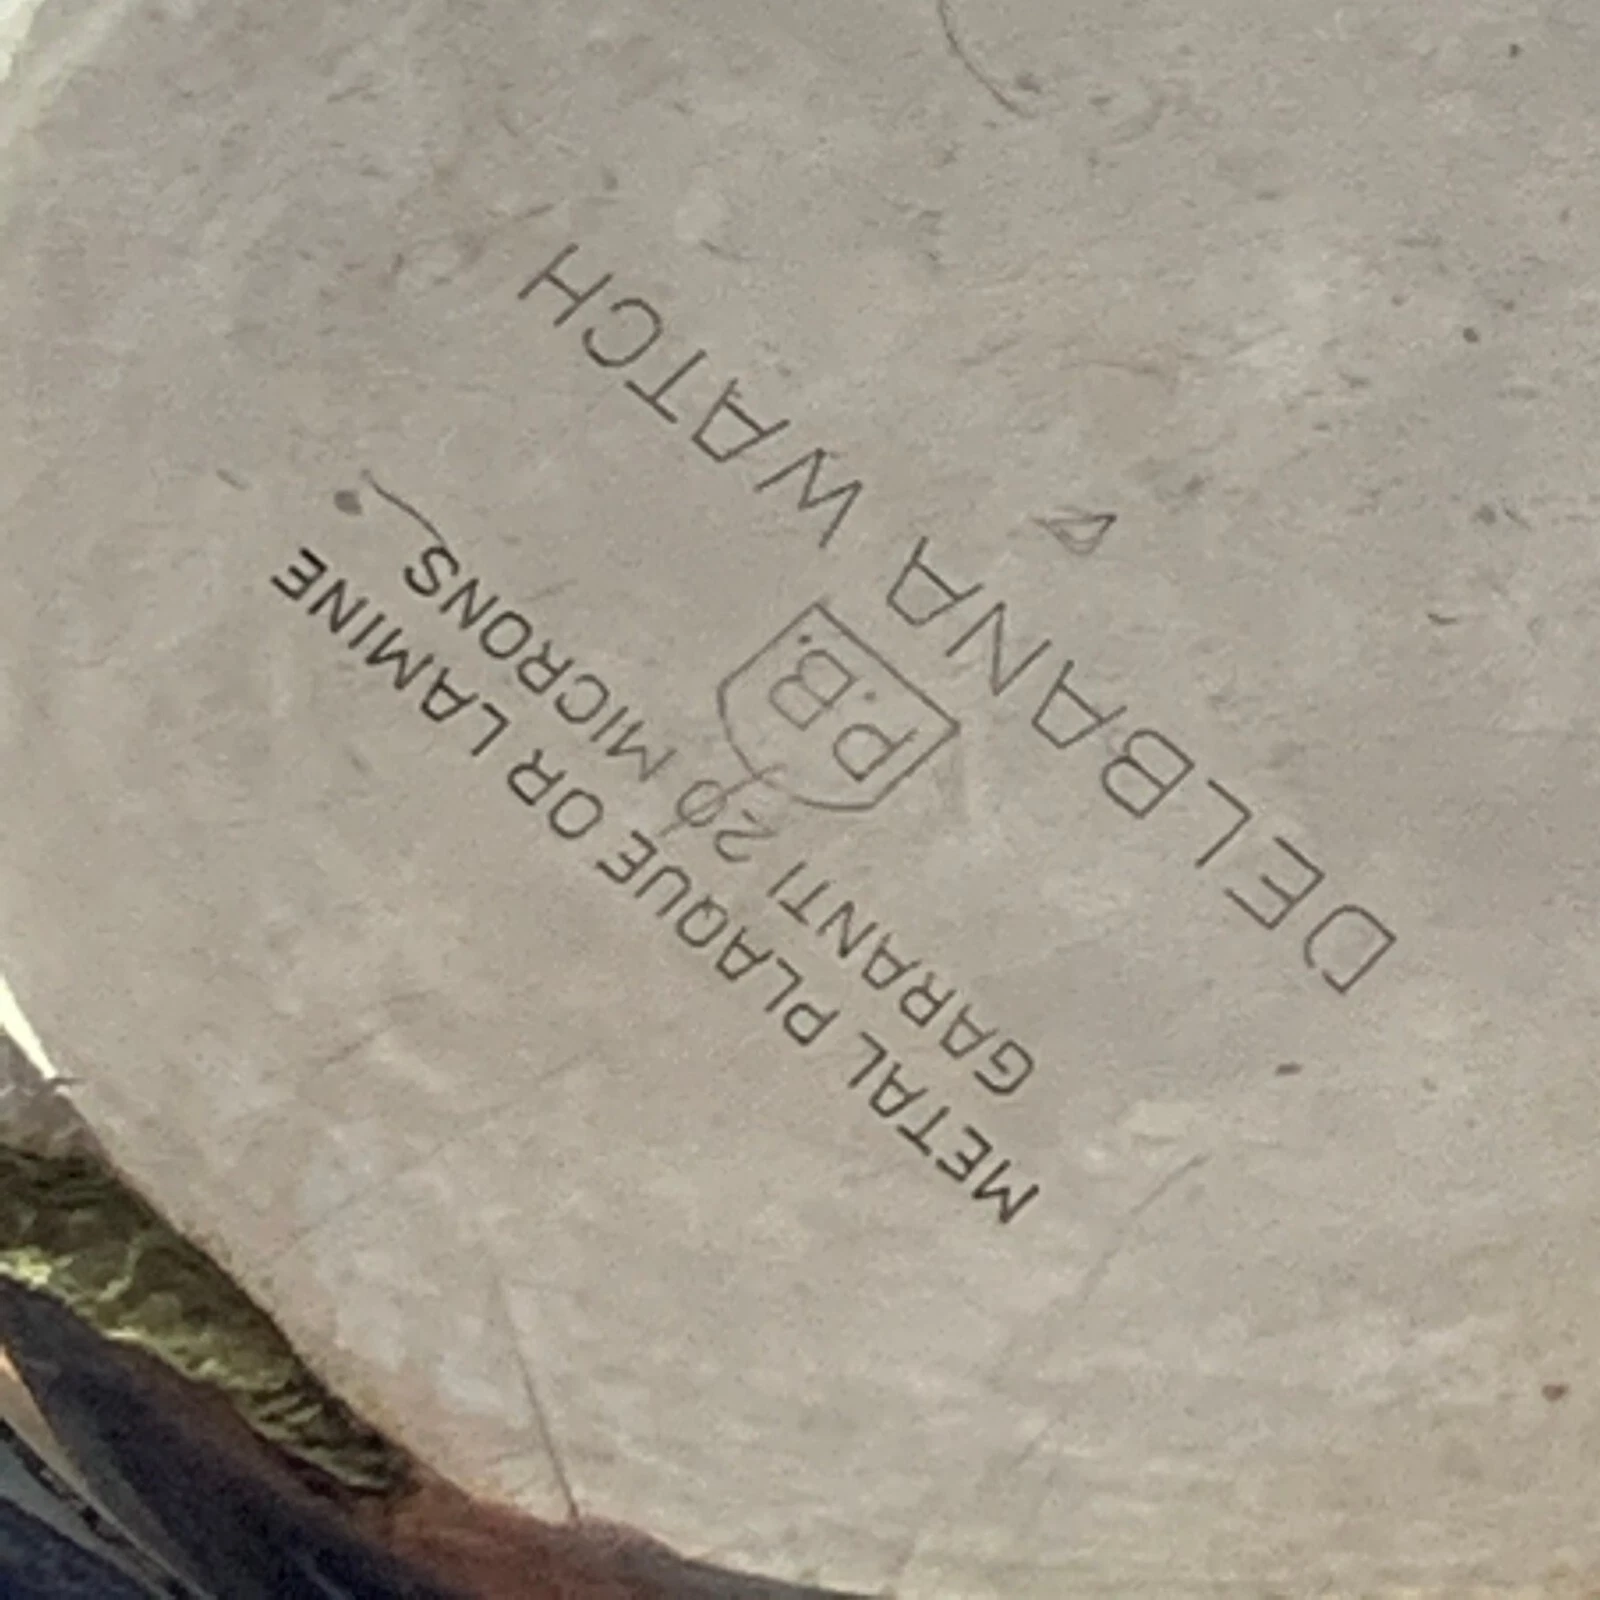 DELBANA WATCH
P.B.
GARANTI 20 MICRONS
METAL PLAQUE OR LAMINE